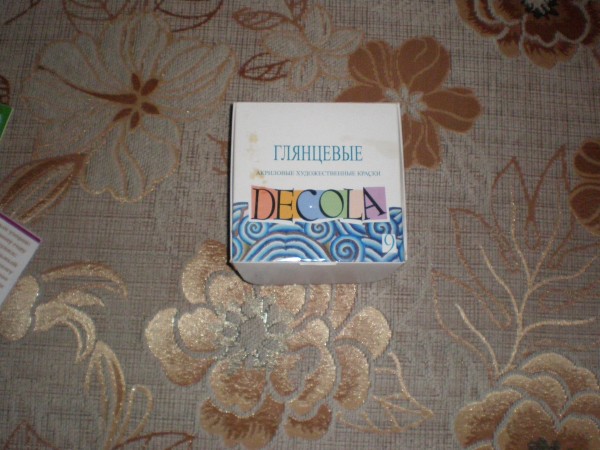 ГЛЯНЦЕВЫЕ
АКРИЛОВЫЕ ХУДОЖЕСТВЕННЫЕ КРАСКИ
DECOLA
9